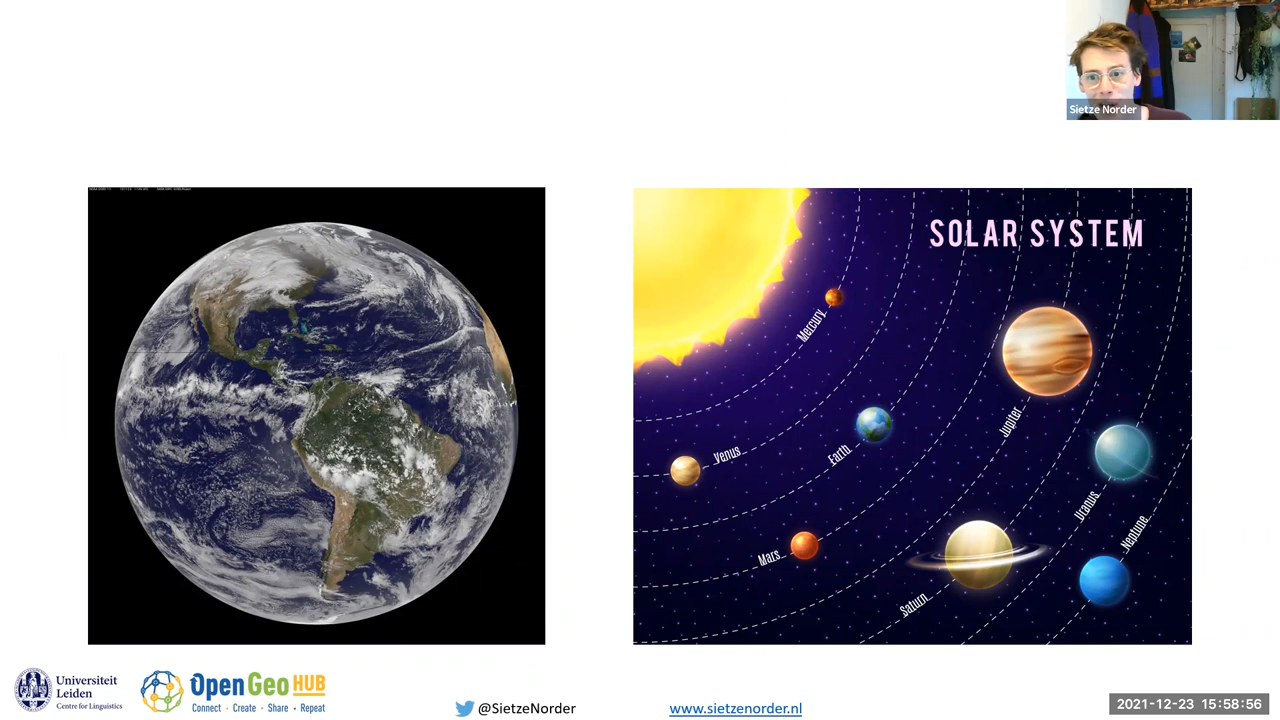 Sietze Norder
SOLAR SYSTEM
Mercury
Venus
Earth
Mars
Jupiter
Saturn
Uranus
Neptune
Universiteit
Leiden
Centre for Linguistics
OpenGeoHUB
Connect · Create · Share · Repeat
@SietzeNorder
www.sietzenorder.nl
2021-12-23 15:58:56